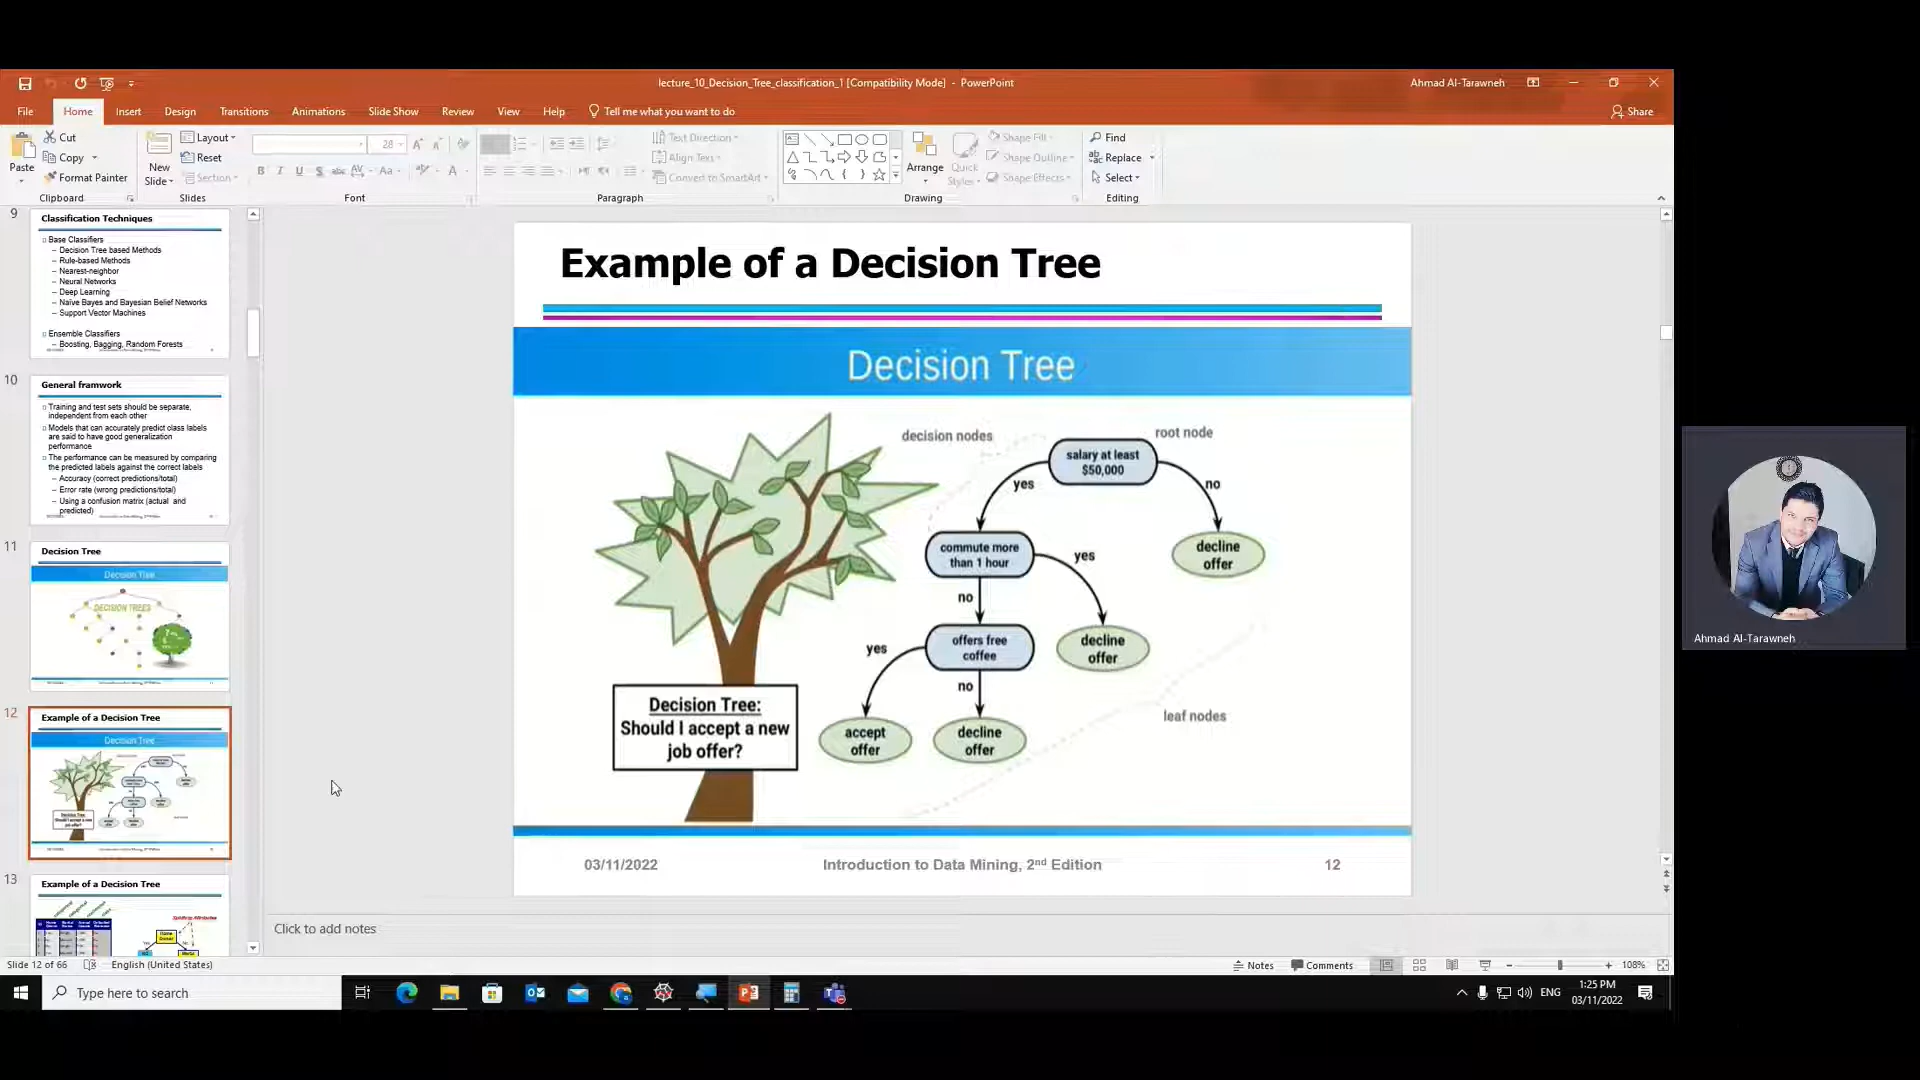 lecture_10_Decision_Tree_classification_1 [Compatibility Mode] - PowerPoint
Ahmad Al-Tarawneh
File Home Insert Design Transitions Animations Slide Show Review View Help Tell me what you want to do
Share
Paste
Cut
Copy
Format Painter
Clipboard
New Slide
Layout
Reset
Section
Slides
28
Font
Text Direction
Align Text
Convert to SmartArt
Paragraph
Arrange
Quick Styles
Shape Fill
Shape Outline
Shape Effects
Drawing
Find
Replace
Select
Editing
9
Classification Techniques
Base Classifiers
– Decision Tree based Methods
– Rule-based Methods
– Nearest-neighbor
– Neural Networks
– Deep Learning
– Naïve Bayes and Bayesian Belief Networks
– Support Vector Machines
Ensemble Classifiers
– Boosting, Bagging, Random Forests
10
General framwork
Training and test sets should be separate,
independent from each other
Models that can accurately predict class labels
are said to have good generalization
performance
The performance can be measured by comparing
the predicted labels against the correct labels
– Accuracy (correct predictions/total)
– Error rate (wrong predictions/total)
– Using a confusion matrix (actual and
predicted)
11
Decision Tree
Decision Tree
DECISION TREES
12
Example of a Decision Tree
Decision Tree
13
Example of a Decision Tree
Example of a Decision Tree
Decision Tree
decision nodes
root node
salary at least
$50,000
yes
no
commute more
than 1 hour
yes
decline
offer
no
offers free
coffee
decline
offer
yes
no
accept
offer
decline
offer
leaf nodes
Decision Tree:
Should I accept a new
job offer?
03/11/2022
Introduction to Data Mining, 2nd Edition
12
Click to add notes
Slide 12 of 66
English (United States)
Notes
Comments
108%
Type here to search
ENG
1:25 PM
03/11/2022
Ahmad Al-Tarawneh